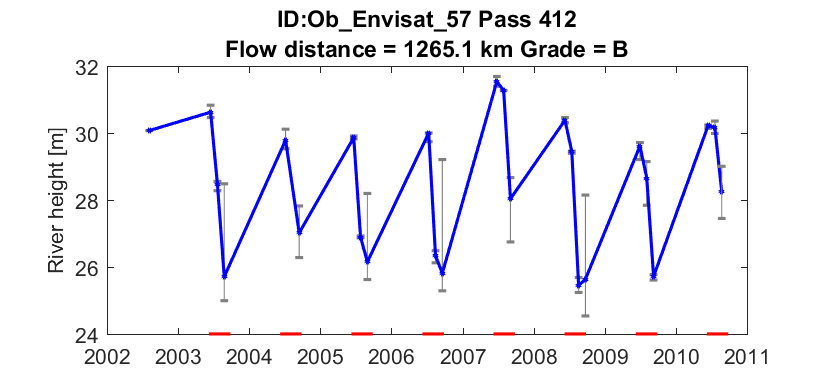 ID:Ob_Envisat_57 Pass 412
Flow distance = 1265.1 km Grade = B
River height [m]
32
30
28
26
24
2002 2003 2004 2005 2006 2007 2008 2009 2010 2011